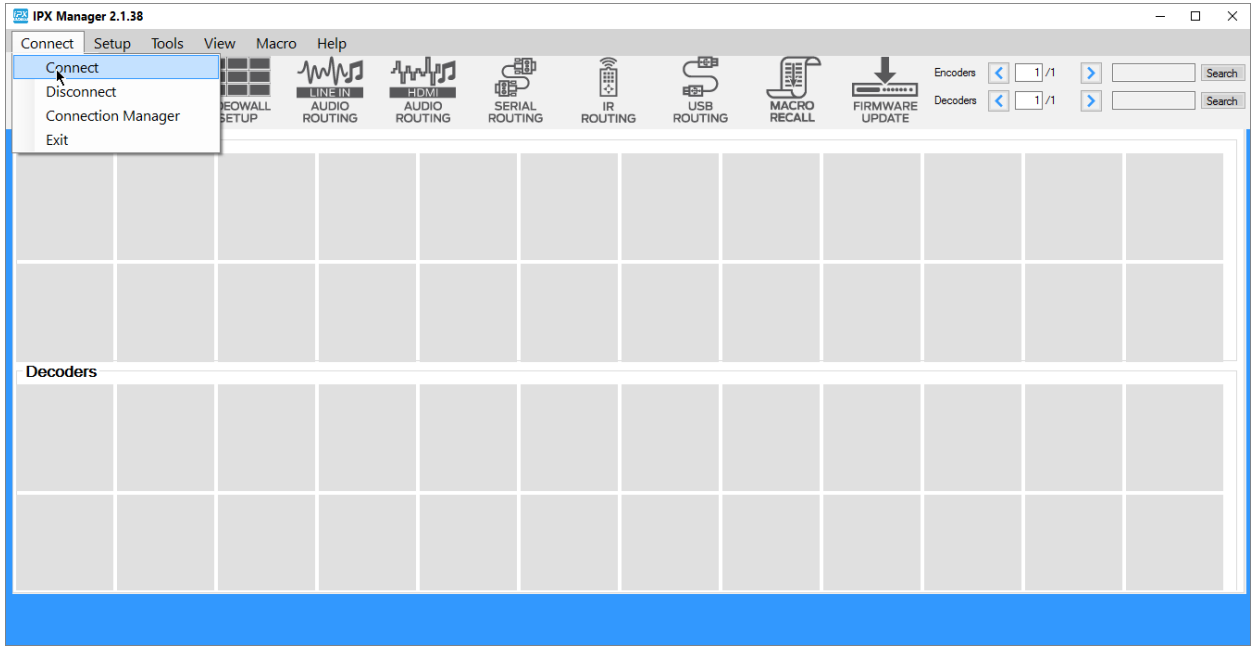 IPX Manager 2.1.38
Connect Setup Tools View Macro Help
Connect
Disconnect
Connection Manager
Exit
SETUP
LINE IN
AUDIO
ROUTING
HDMI
AUDIO
ROUTING
SERIAL
ROUTING
IR
ROUTING
USB
ROUTING
MACRO
RECALL
FIRMWARE
UPDATE
Encoders 1 /1 Search
Decoders 1 /1 Search
Decoders